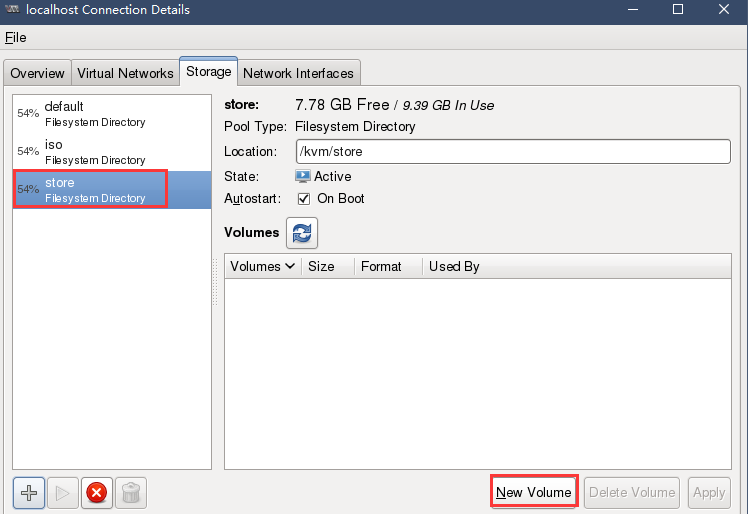 localhost Connection Details
File
Overview Virtual Networks Storage Network Interfaces
54% default
Filesystem Directory
54% iso
Filesystem Directory
54% store
Filesystem Directory
store: 7.78 GB Free / 9.39 GB In Use
Pool Type: Filesystem Directory
Location: /kvm/store
State: Active
Autostart: On Boot
Volumes
Volumes Size Format Used By
New Volume Delete Volume Apply